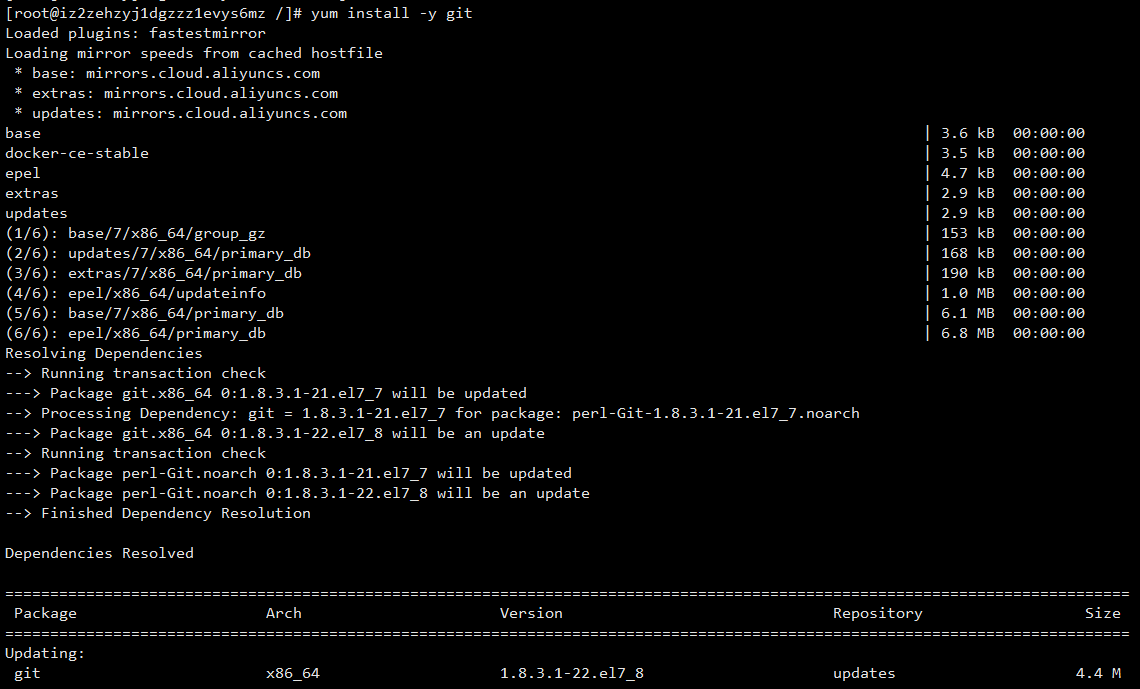 [root@iz2zehzyj1dgzzz1evys6mz /]# yum install -y git
Loaded plugins: fastestmirror
Loading mirror speeds from cached hostfile
 * base: mirrors.cloud.aliyuncs.com
 * extras: mirrors.cloud.aliyuncs.com
 * updates: mirrors.cloud.aliyuncs.com
base | 3.6 kB 00:00:00
docker-ce-stable | 3.5 kB 00:00:00
epel | 4.7 kB 00:00:00
extras | 2.9 kB 00:00:00
updates | 2.9 kB 00:00:00
(1/6): base/7/x86_64/group_gz | 153 kB 00:00:00
(2/6): updates/7/x86_64/primary_db | 168 kB 00:00:00
(3/6): extras/7/x86_64/primary_db | 190 kB 00:00:00
(4/6): epel/x86_64/updateinfo | 1.0 MB 00:00:00
(5/6): base/7/x86_64/primary_db | 6.1 MB 00:00:00
(6/6): epel/x86_64/primary_db | 6.8 MB 00:00:00
Resolving Dependencies
--> Running transaction check
---> Package git.x86_64 0:1.8.3.1-21.el7_7 will be updated
--> Processing Dependency: git = 1.8.3.1-21.el7_7 for package: perl-Git-1.8.3.1-21.el7_7.noarch
---> Package git.x86_64 0:1.8.3.1-22.el7_8 will be an update
--> Running transaction check
---> Package perl-Git.noarch 0:1.8.3.1-21.el7_7 will be updated
---> Package perl-Git.noarch 0:1.8.3.1-22.el7_8 will be an update
--> Finished Dependency Resolution
Dependencies Resolved
=============================================================================================================================
Package Arch Version Repository Size
=============================================================================================================================
Updating:
 git x86_64 1.8.3.1-22.el7_8 updates 4.4 M